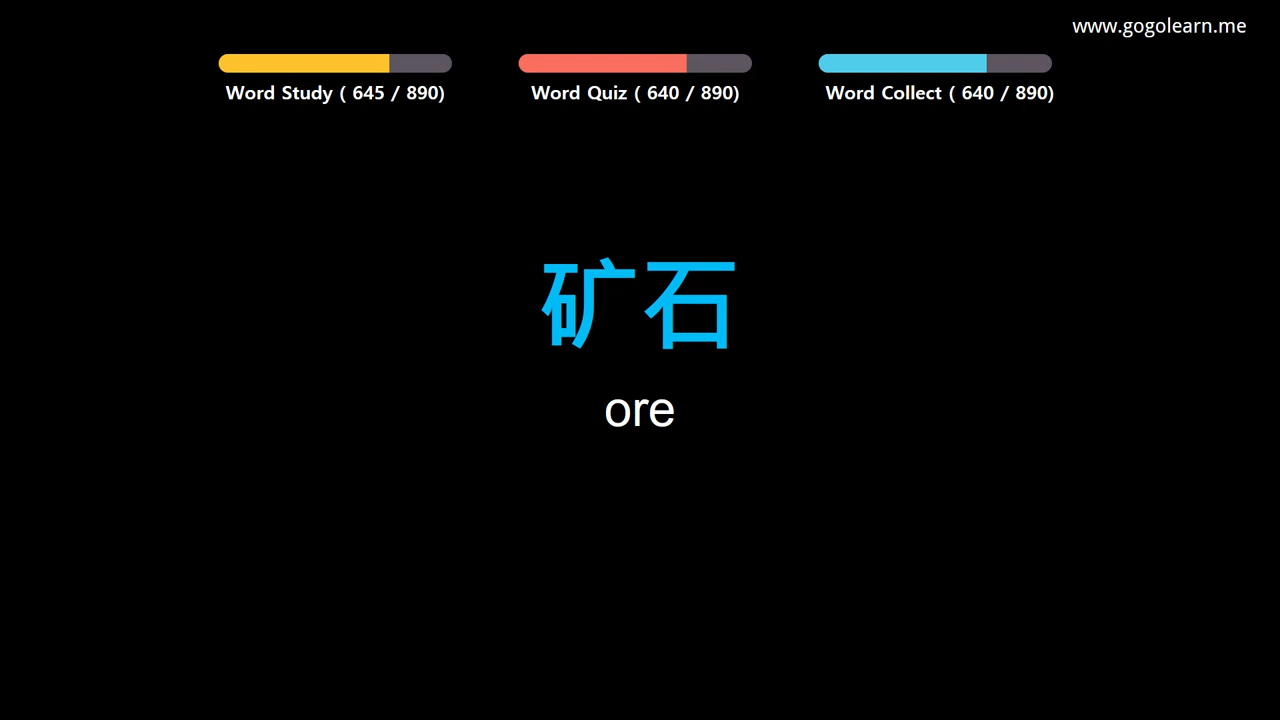 www.gogolearn.me
Word Study ( 645 / 890)
Word Quiz ( 640 / 890)
Word Collect ( 640 / 890)
矿石
ore